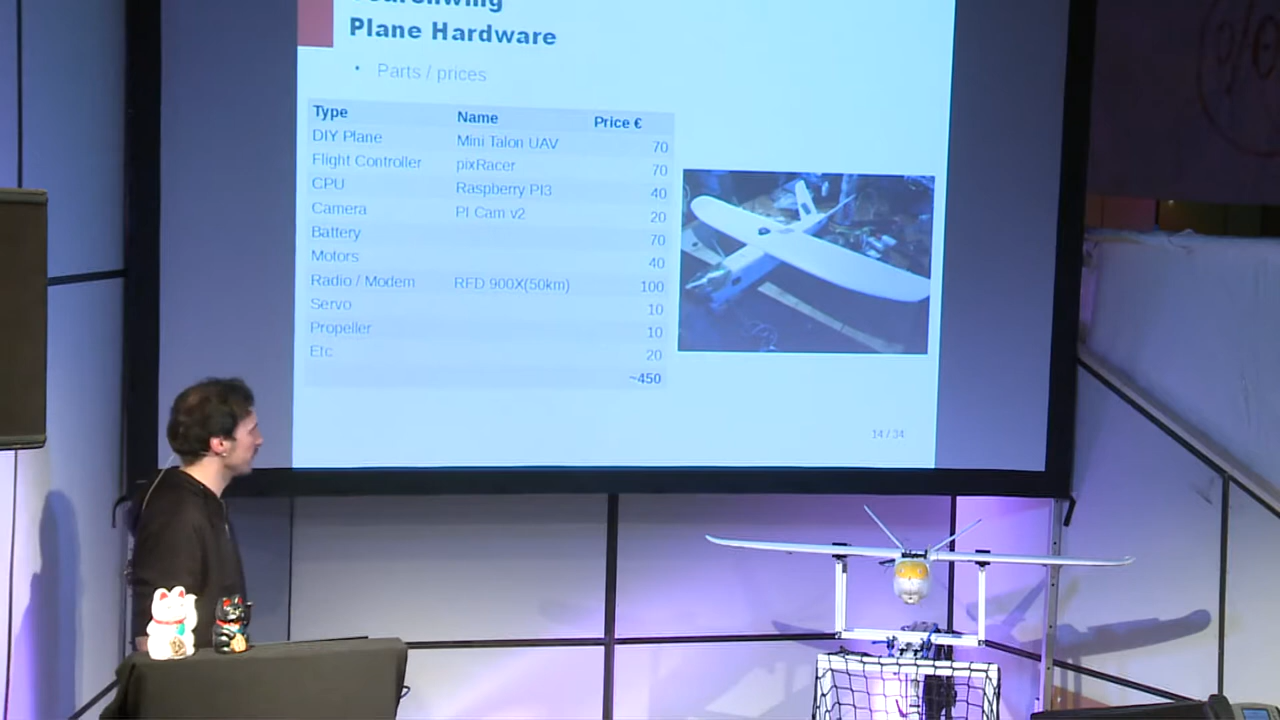 Plane Hardware
• Parts / prices
Type Name Price €
DIY Plane Mini Talon UAV 70
Flight Controller pixRacer 70
CPU Raspberry PI3 40
Camera PI Cam v2 20
Battery 70
Motors 40
Radio / Modem RFD 900X(50km) 100
Servo 10
Propeller 10
Etc 20
~450
14 / 34